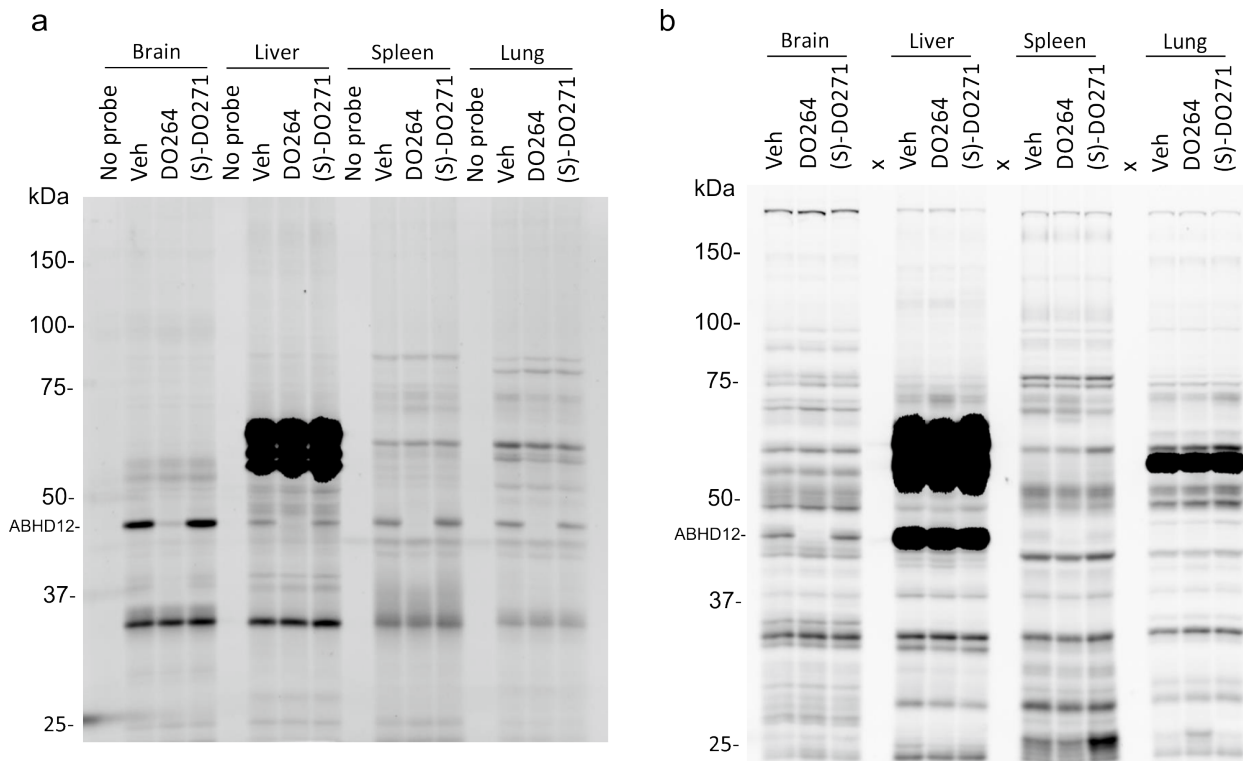 a
Brain Liver Spleen Lung
No probe Veh DO264 (S)-DO271 No probe Veh DO264 (S)-DO271 No probe Veh DO264 (S)-DO271 No probe Veh DO264 (S)-DO271
kDa
150-
100-
75-
50-
ABHD12-
37-
25-
b
Brain Liver Spleen Lung
Veh DO264 (S)-DO271 x Veh DO264 (S)-DO271 x Veh DO264 (S)-DO271 x Veh DO264 (S)-DO271
kDa
150-
100-
75-
50-
ABHD12-
37-
25-